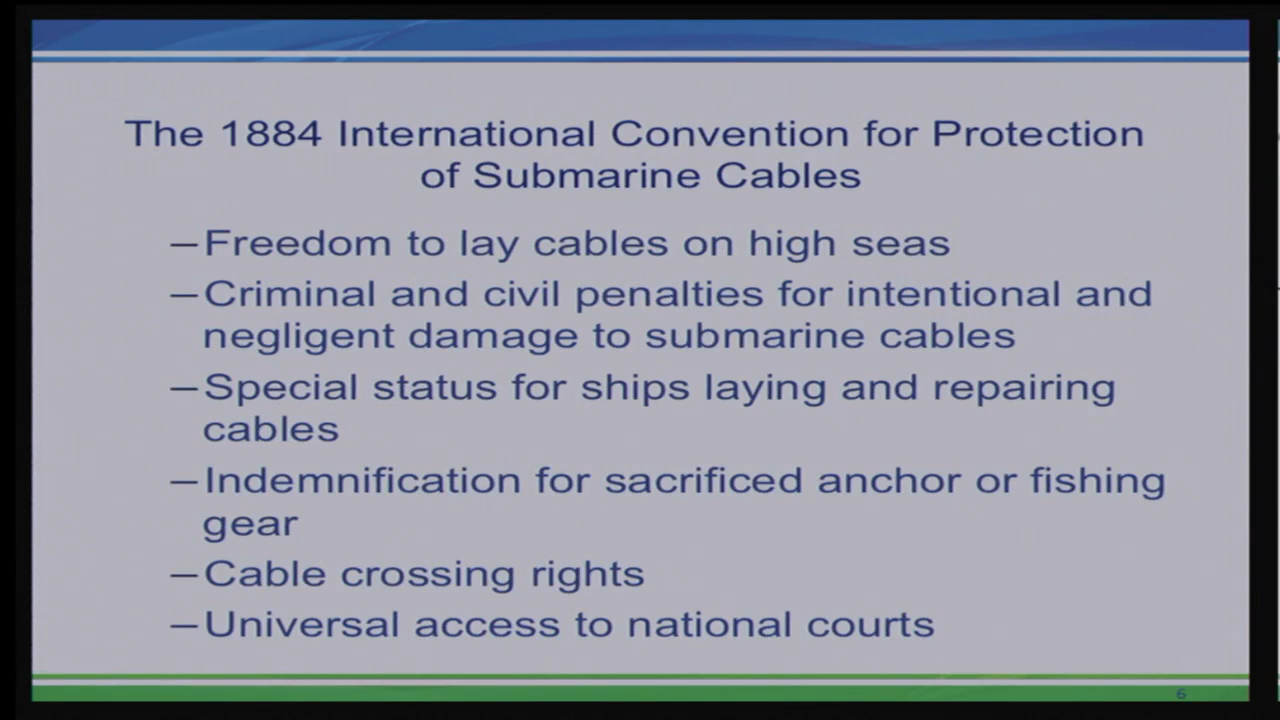 The 1884 International Convention for Protection
of Submarine Cables
–Freedom to lay cables on high seas
–Criminal and civil penalties for intentional and
negligent damage to submarine cables
–Special status for ships laying and repairing
cables
–Indemnification for sacrificed anchor or fishing
gear
–Cable crossing rights
–Universal access to national courts
6